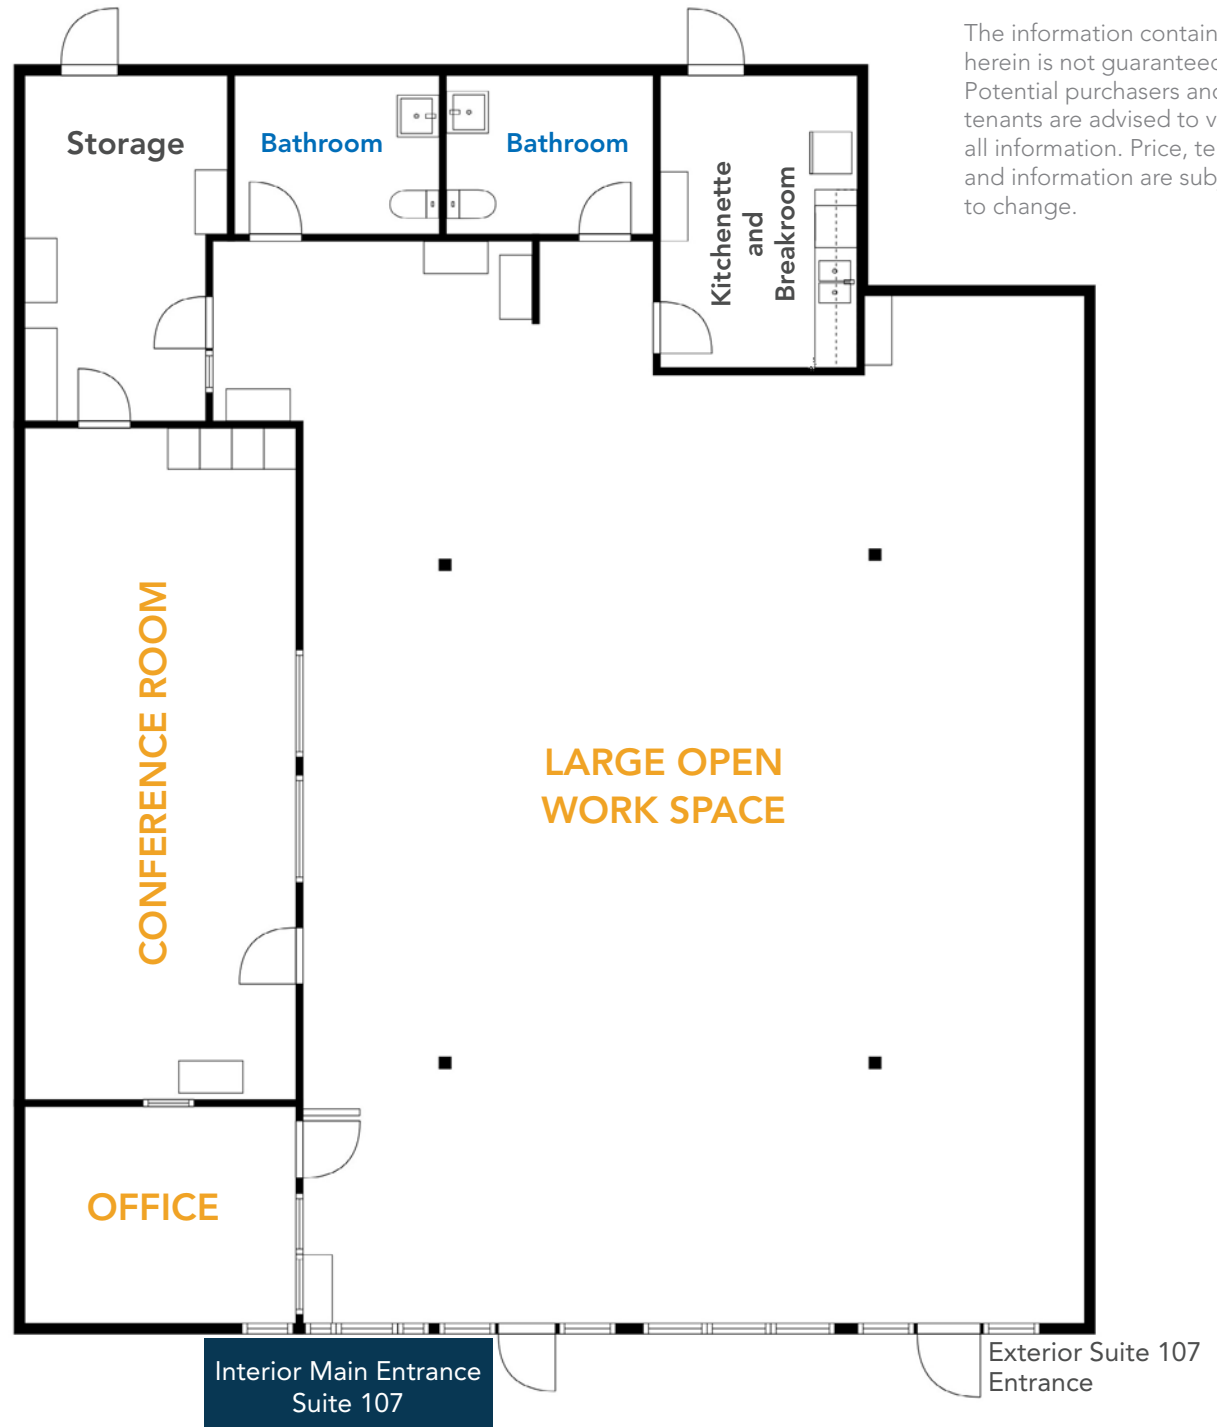 The information contain
herein is not guaranteed
Potential purchasers and
tenants are advised to v
all information. Price, te
and information are sub
to change.
Storage
Bathroom
Bathroom
Kitchenette
and
Breakroom
CONFERENCE ROOM
LARGE OPEN
WORK SPACE
OFFICE
Interior Main Entrance
Suite 107
Exterior Suite 107
Entrance